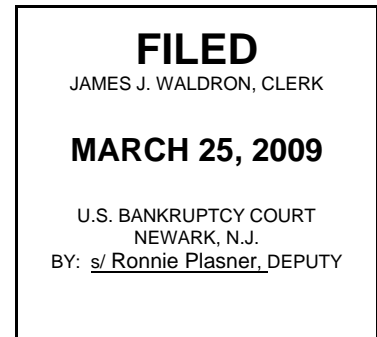 FILED
JAMES J. WALDRON, CLERK
MARCH 25, 2009
U.S. BANKRUPTCY COURT
NEWARK, N.J.
BY: s/ Ronnie Plasner, DEPUTY